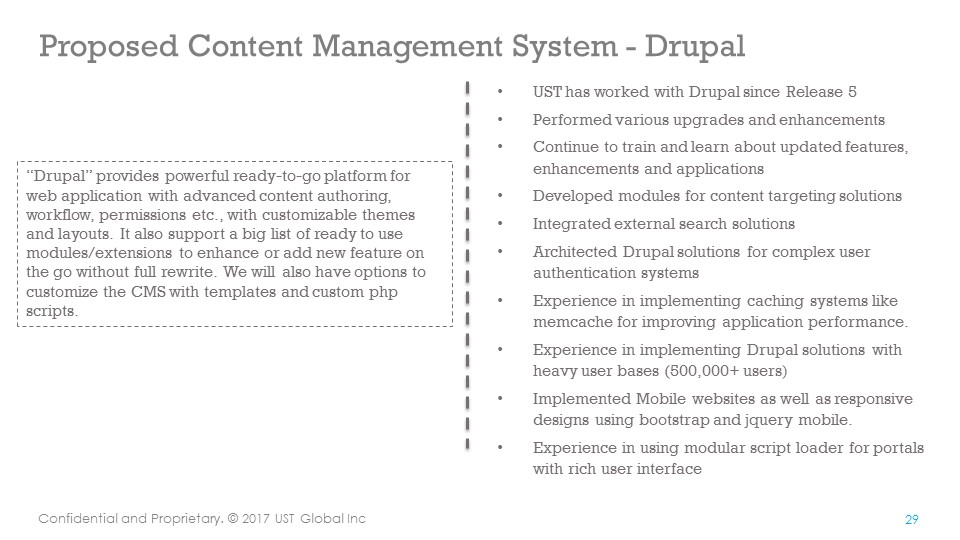 Proposed Content Management System - Drupal
“Drupal” provides powerful ready-to-go platform for
web application with advanced content authoring,
workflow, permissions etc., with customizable themes
and layouts. It also support a big list of ready to use
modules/extensions to enhance or add new feature on
the go without full rewrite. We will also have options to
customize the CMS with templates and custom php
scripts.
• UST has worked with Drupal since Release 5
• Performed various upgrades and enhancements
• Continue to train and learn about updated features,
enhancements and applications
• Developed modules for content targeting solutions
• Integrated external search solutions
• Architected Drupal solutions for complex user
authentication systems
• Experience in implementing caching systems like
memcache for improving application performance.
• Experience in implementing Drupal solutions with
heavy user bases (500,000+ users)
• Implemented Mobile websites as well as responsive
designs using bootstrap and jquery mobile.
• Experience in using modular script loader for portals
with rich user interface
Confidential and Proprietary. © 2017 UST Global Inc
29